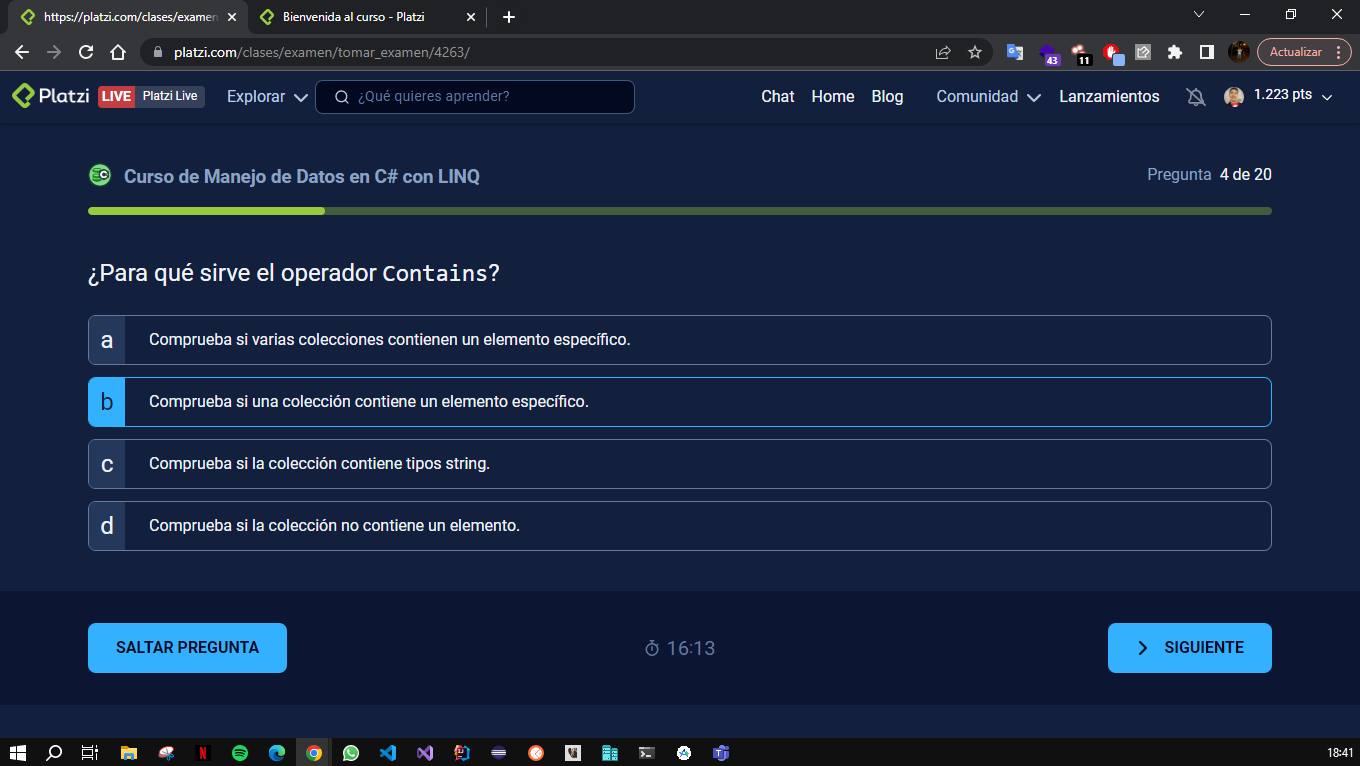 https://platzi.com/clases/examen
Bienvenida al curso - Platzi
platzi.com/clases/examen/tomar_examen/4263/
43
11
Actualizar
Platzi
LIVE Platzi Live
Explorar
¿Qué quieres aprender?
Chat
Home
Blog
Comunidad
Lanzamientos
1.223 pts
Curso de Manejo de Datos en C# con LINQ
Pregunta 4 de 20
¿Para qué sirve el operador Contains?
a Comprueba si varias colecciones contienen un elemento específico.
b Comprueba si una colección contiene un elemento específico.
c Comprueba si la colección contiene tipos string.
d Comprueba si la colección no contiene un elemento.
SALTAR PREGUNTA
16:13
SIGUIENTE
18:41